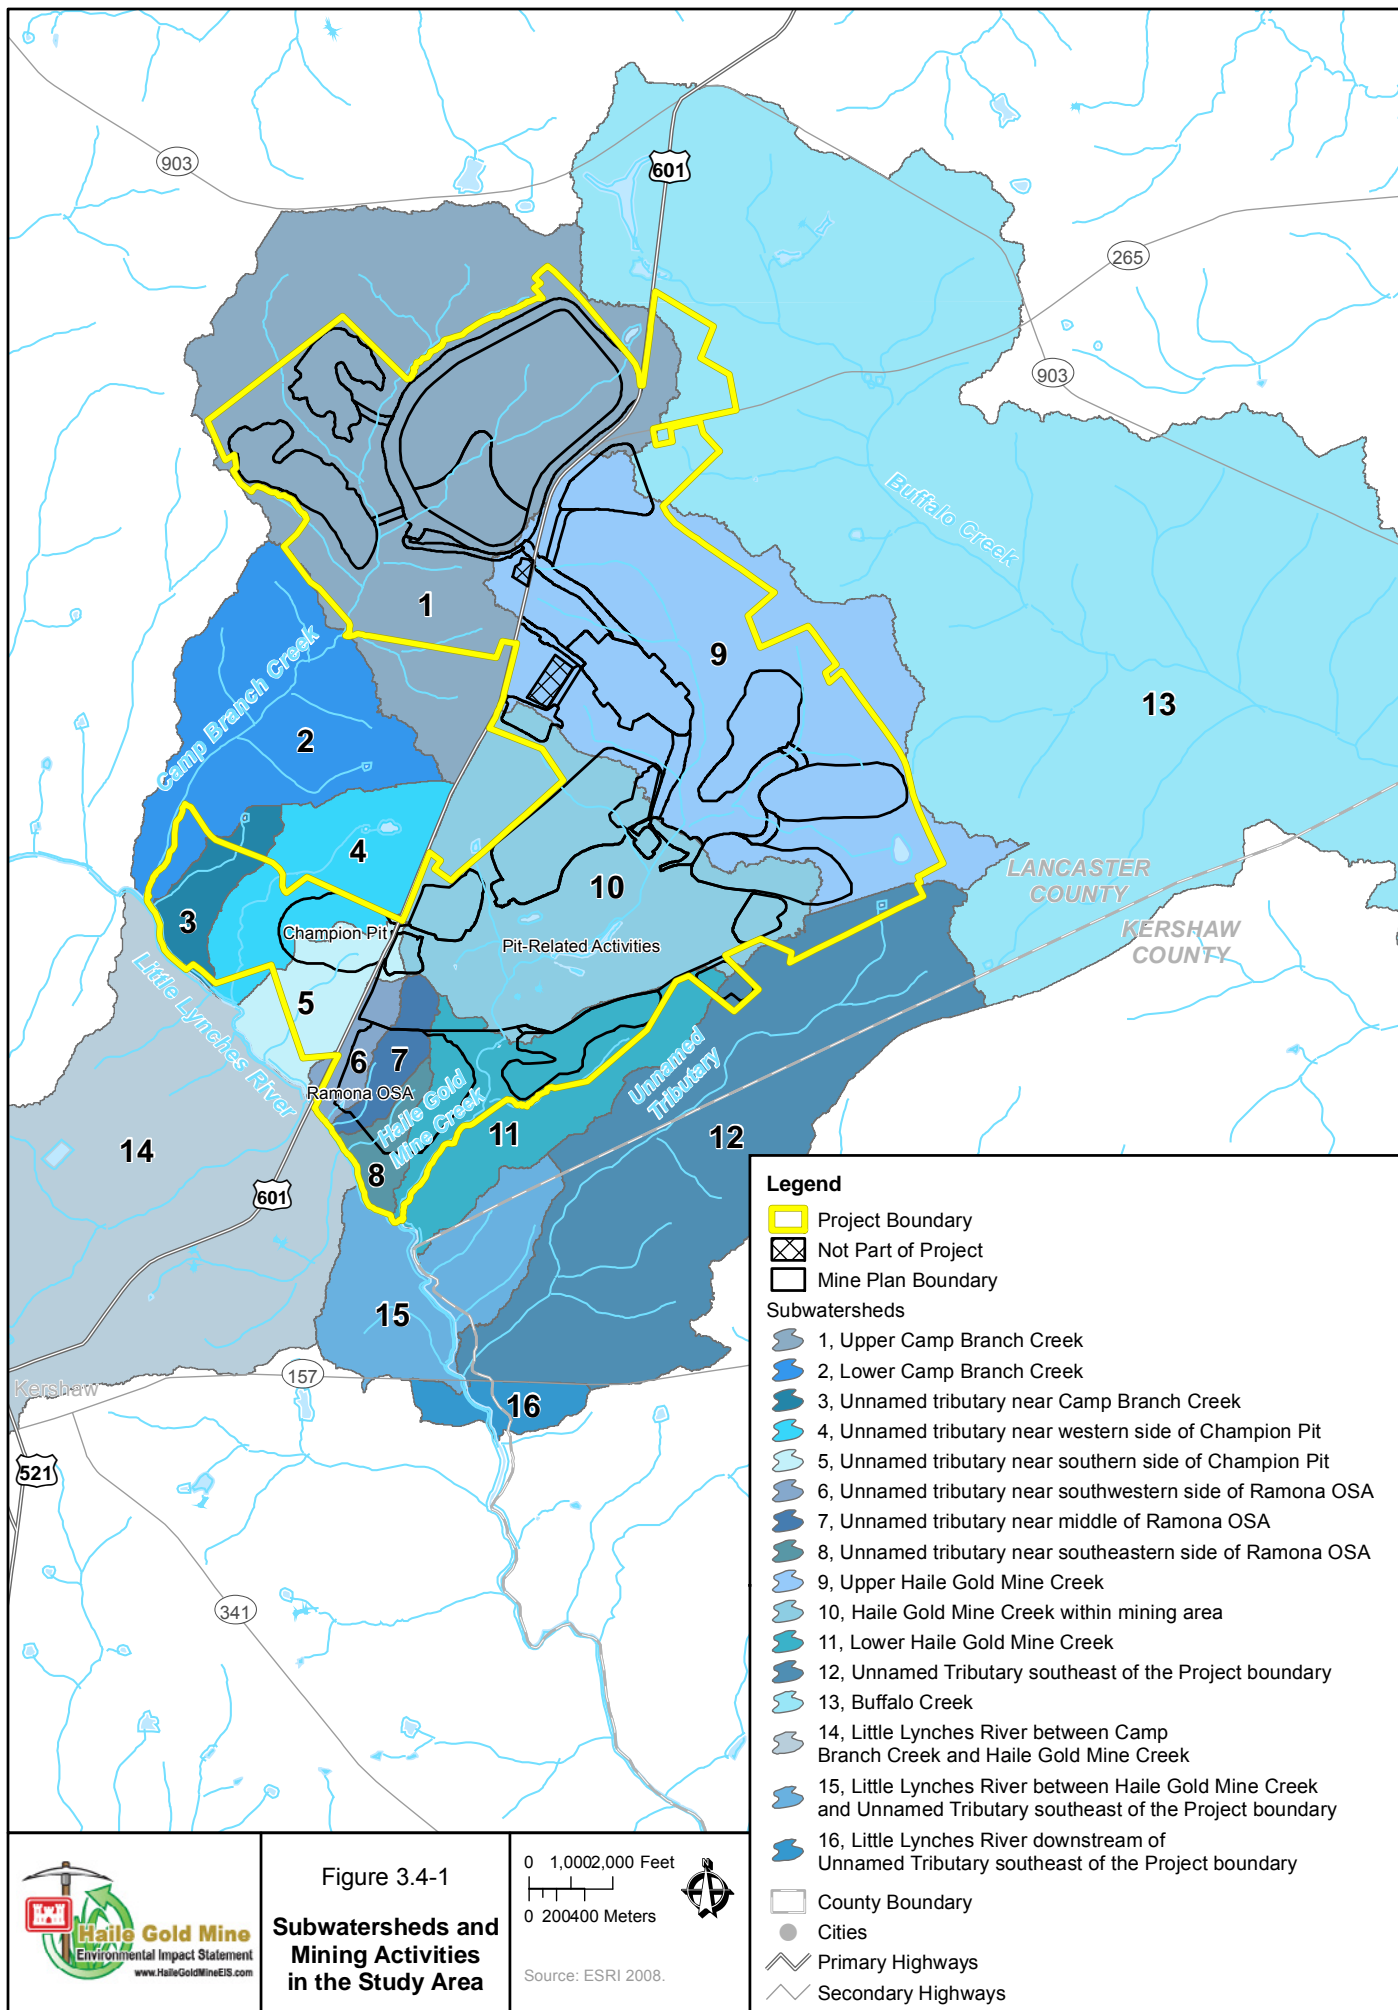 903
601
265
903
Buffalo Creek
1
9
Camp Branch Creek
13
2
4
LANCASTER
COUNTY
10
3
KERSHAW
COUNTY
Champion Pit
Pit-Related Activities
Little Lynches River
5
6
7
Unnamed
Tributary
Ramona OSA
Haile Gold
Mine Creek
11
12
14
8
601
15
157
Kershaw
16
521
341
Legend
Project Boundary
Not Part of Project
Mine Plan Boundary
Subwatersheds
1, Upper Camp Branch Creek
2, Lower Camp Branch Creek
3, Unnamed tributary near Camp Branch Creek
4, Unnamed tributary near western side of Champion Pit
5, Unnamed tributary near southern side of Champion Pit
6, Unnamed tributary near southwestern side of Ramona OSA
7, Unnamed tributary near middle of Ramona OSA
8, Unnamed tributary near southeastern side of Ramona OSA
9, Upper Haile Gold Mine Creek
10, Haile Gold Mine Creek within mining area
11, Lower Haile Gold Mine Creek
12, Unnamed Tributary southeast of the Project boundary
13, Buffalo Creek
14, Little Lynches River between Camp
Branch Creek and Haile Gold Mine Creek
15, Little Lynches River between Haile Gold Mine Creek
and Unnamed Tributary southeast of the Project boundary
16, Little Lynches River downstream of
Unnamed Tributary southeast of the Project boundary
County Boundary
Cities
Primary Highways
Secondary Highways
Haile Gold Mine
Environmental Impact Statement
www.HaileGoldMineEIS.com
Figure 3.4-1
Subwatersheds and
Mining Activities
in the Study Area
0 1,0002,000 Feet
0 200400 Meters
Source: ESRI 2008.